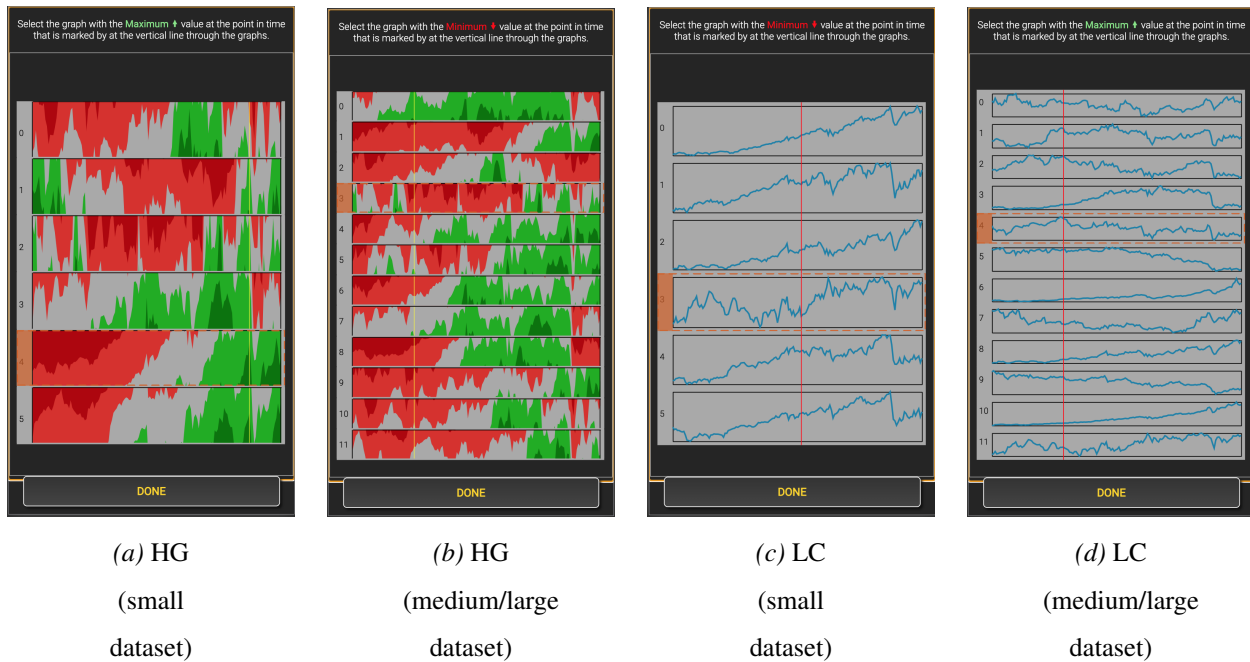 Select the graph with the Maximum value at the point in time
that is marked by at the vertical line through the graphs.
0
1
2
3
4
5
DONE
(a) HG
(small
dataset)
Select the graph with the Minimum value at the point in time
that is marked by at the vertical line through the graphs.
0
1
2
3
4
5
6
7
8
9
10
11
DONE
(b) HG
(medium/large
dataset)
Select the graph with the Minimum value at the point in time
that is marked by at the vertical line through the graphs.
0
1
2
3
4
5
DONE
(c) LC
(small
dataset)
Select the graph with the Maximum value at the point in time
that is marked by at the vertical line through the graphs.
0
1
2
3
4
5
6
7
8
9
10
11
DONE
(d) LC
(medium/large
dataset)